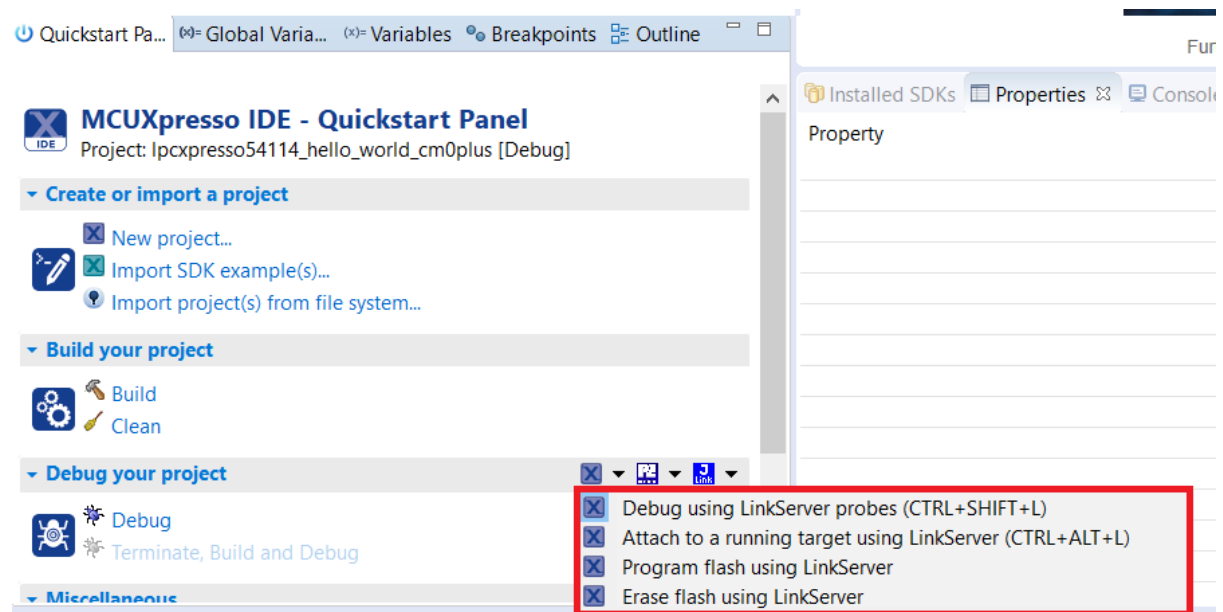 Quickstart Pa... (x)= Global Varia... (x)= Variables Breakpoints Outline
MCUXpresso IDE - Quickstart Panel
IDE
Project: lpcxpresso54114_hello_world_cm0plus [Debug]
Create or import a project
New project...
Import SDK example(s)...
Import project(s) from file system...
Build your project
Build
Clean
Debug your project
Link
Debug
Terminate, Build and Debug
Miscellaneous
Debug using LinkServer probes (CTRL+SHIFT+L)
Attach to a running target using LinkServer (CTRL+ALT+L)
Program flash using LinkServer
Erase flash using LinkServer
Fun
Installed SDKs Properties Console
Property